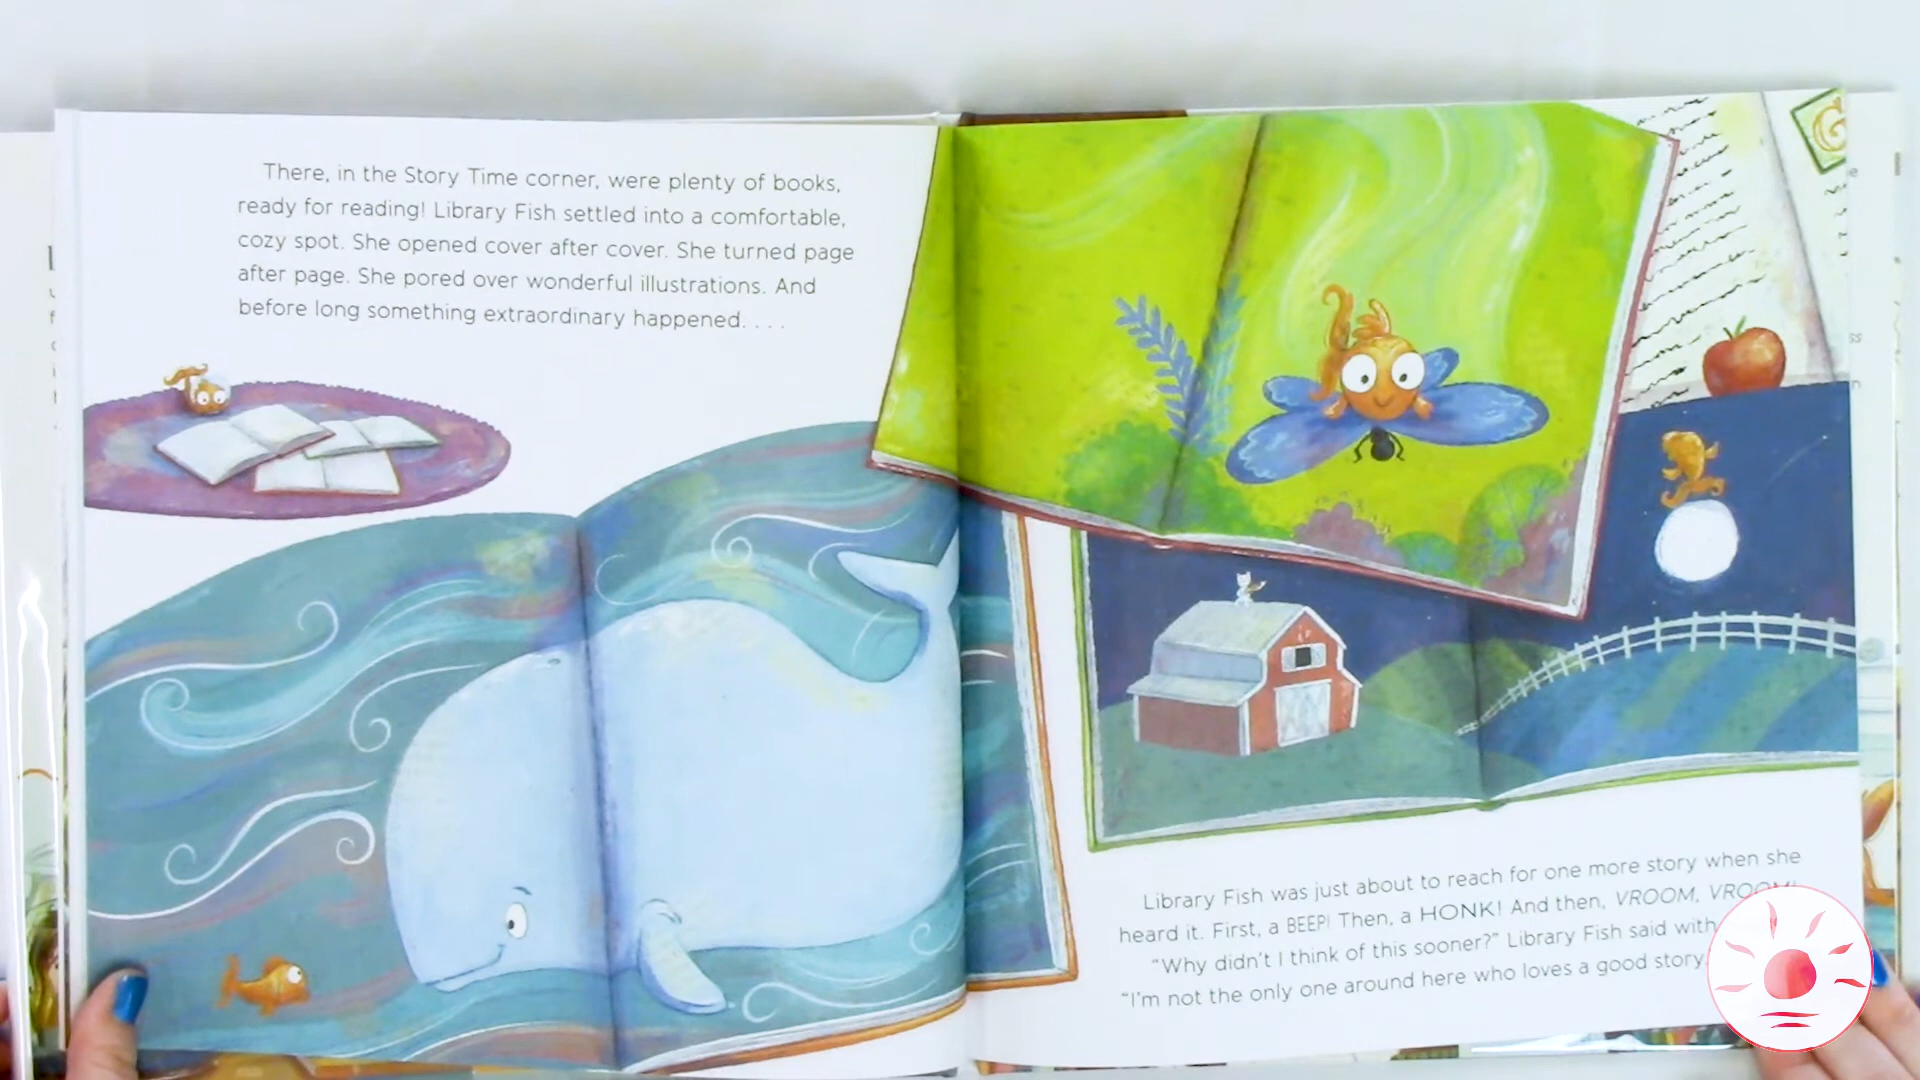 There, in the Story Time corner, were plenty of books,
ready for reading! Library Fish settled into a comfortable,
cozy spot. She opened cover after cover. She turned page
after page. She pored over wonderful illustrations. And
before long something extraordinary happened. . . .
G
Library Fish was just about to reach for one more story when she
heard it. First, a BEEP! Then, a HONK! And then, VROOM, VROOM!
“Why didn’t I think of this sooner?” Library Fish said with
“I’m not the only one around here who loves a good story.